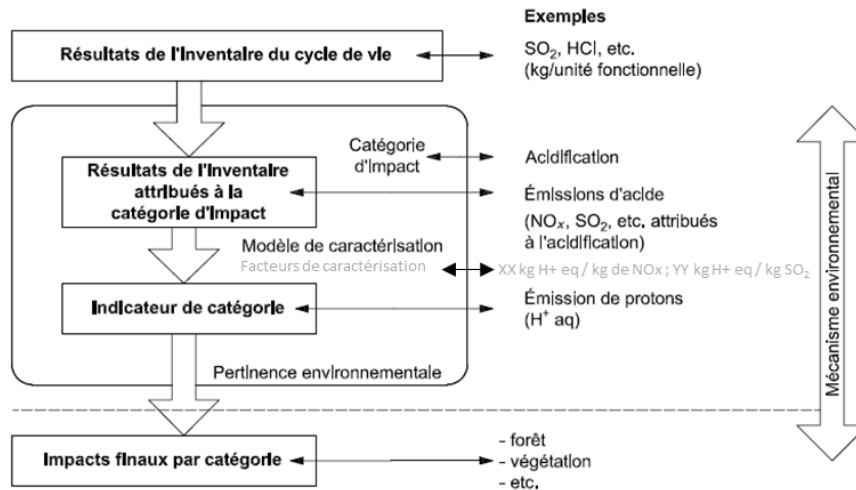 Exemples
Résultats de l'Inventaire du cycle de vie
SO2, HCl, etc.
(kg/unité fonctionnelle)
Catégorie
d'impact
Acidification
Résultats de l'Inventaire
attribués à la
catégorie d'impact
Émissions d'acide
(NOx, SO2, etc. attribués
à l'acidification)
Modèle de caractérisation
Facteurs de caractérisation
XX kg H+ eq / kg de NOx ; YY kg H+ eq / kg SO2
Indicateur de catégorie
Émission de protons
(H+ aq)
Pertinence environnementale
Mécanisme environnemental
Impacts finaux par catégorie
- forêt
- végétation
- etc.